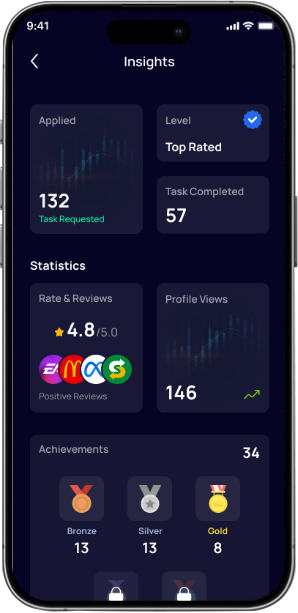 9:41
Insights
Applied
132
Task Requested
Level
Top Rated
Task Completed
57
Statistics
Rate & Reviews
4.8/5.0
EA
Positive Reviews
Profile Views
146
Achievements
34
Bronze
13
Silver
13
Gold
8